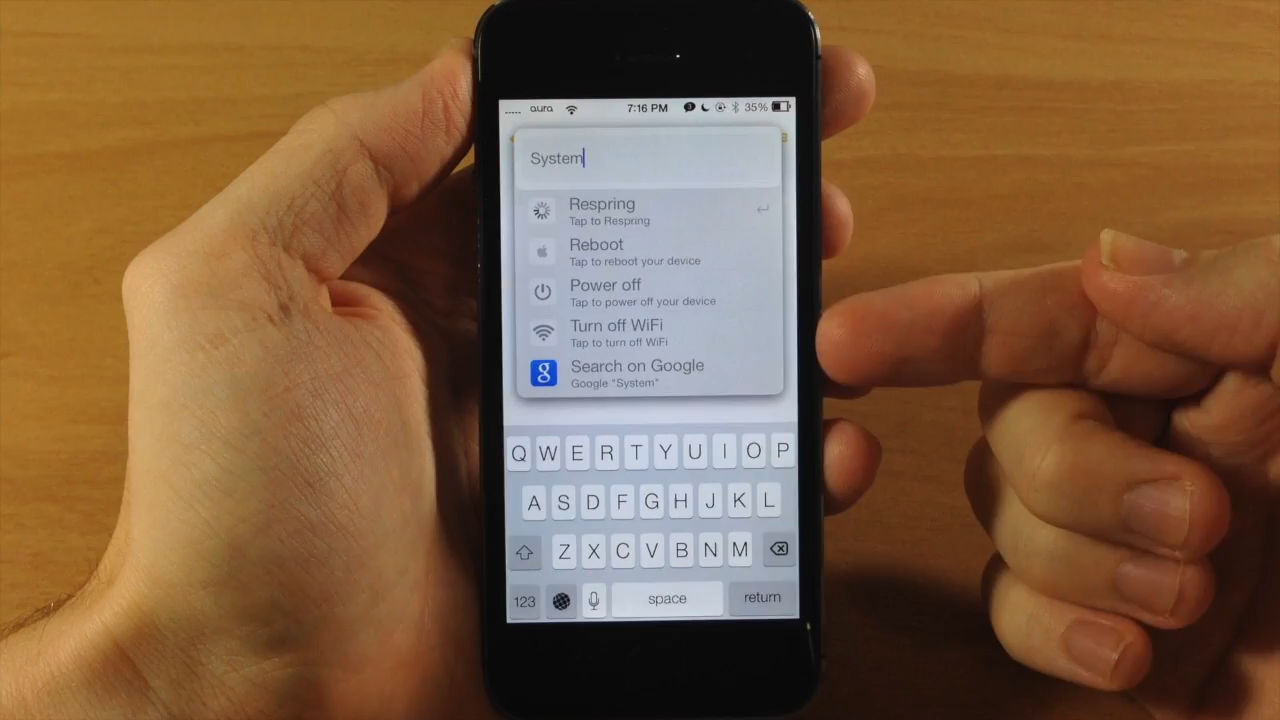 aura 7:16 PM 35%
System
Respring
Tap to Respring
Reboot
Tap to reboot your device
Power off
Tap to power off your device
Turn off WiFi
Tap to turn off WiFi
Search on Google
g Google "System"
Q W E R T Y U I O P
A S D F G H J K L
Z X C V B N M
123 space return